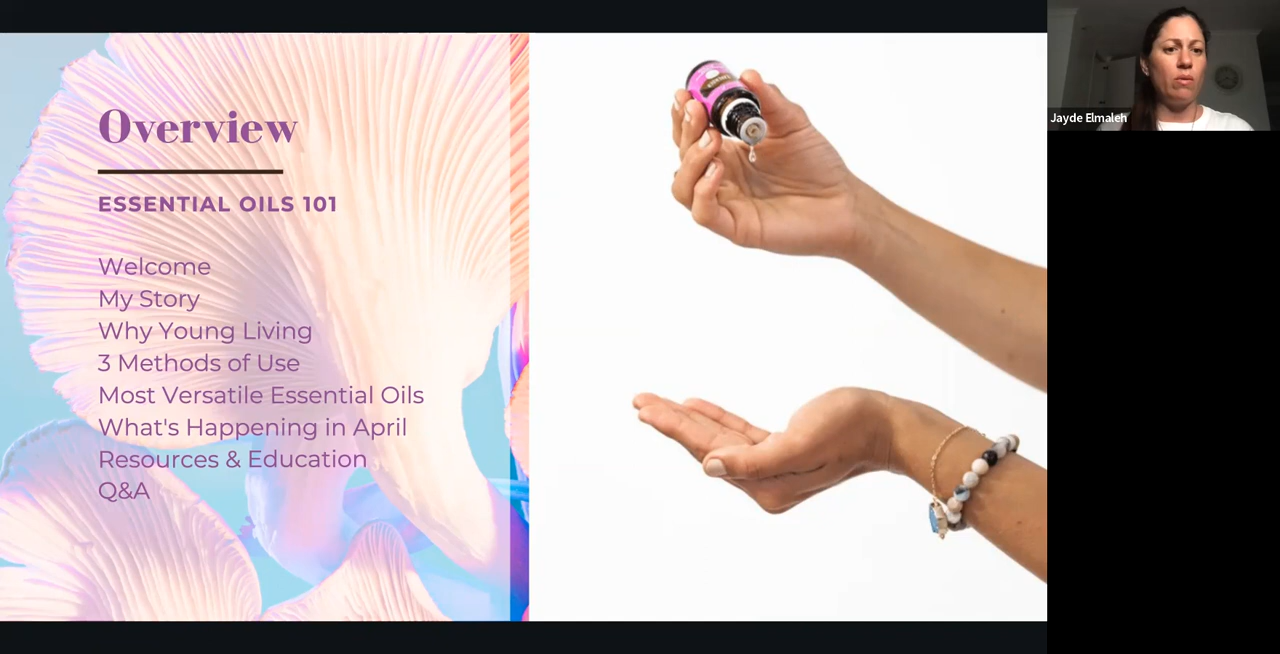 Overview
ESSENTIAL OILS 101
Welcome
My Story
Why Young Living
3 Methods of Use
Most Versatile Essential Oils
What's Happening in April
Resources & Education
Q&A
Jayde Elmaleh